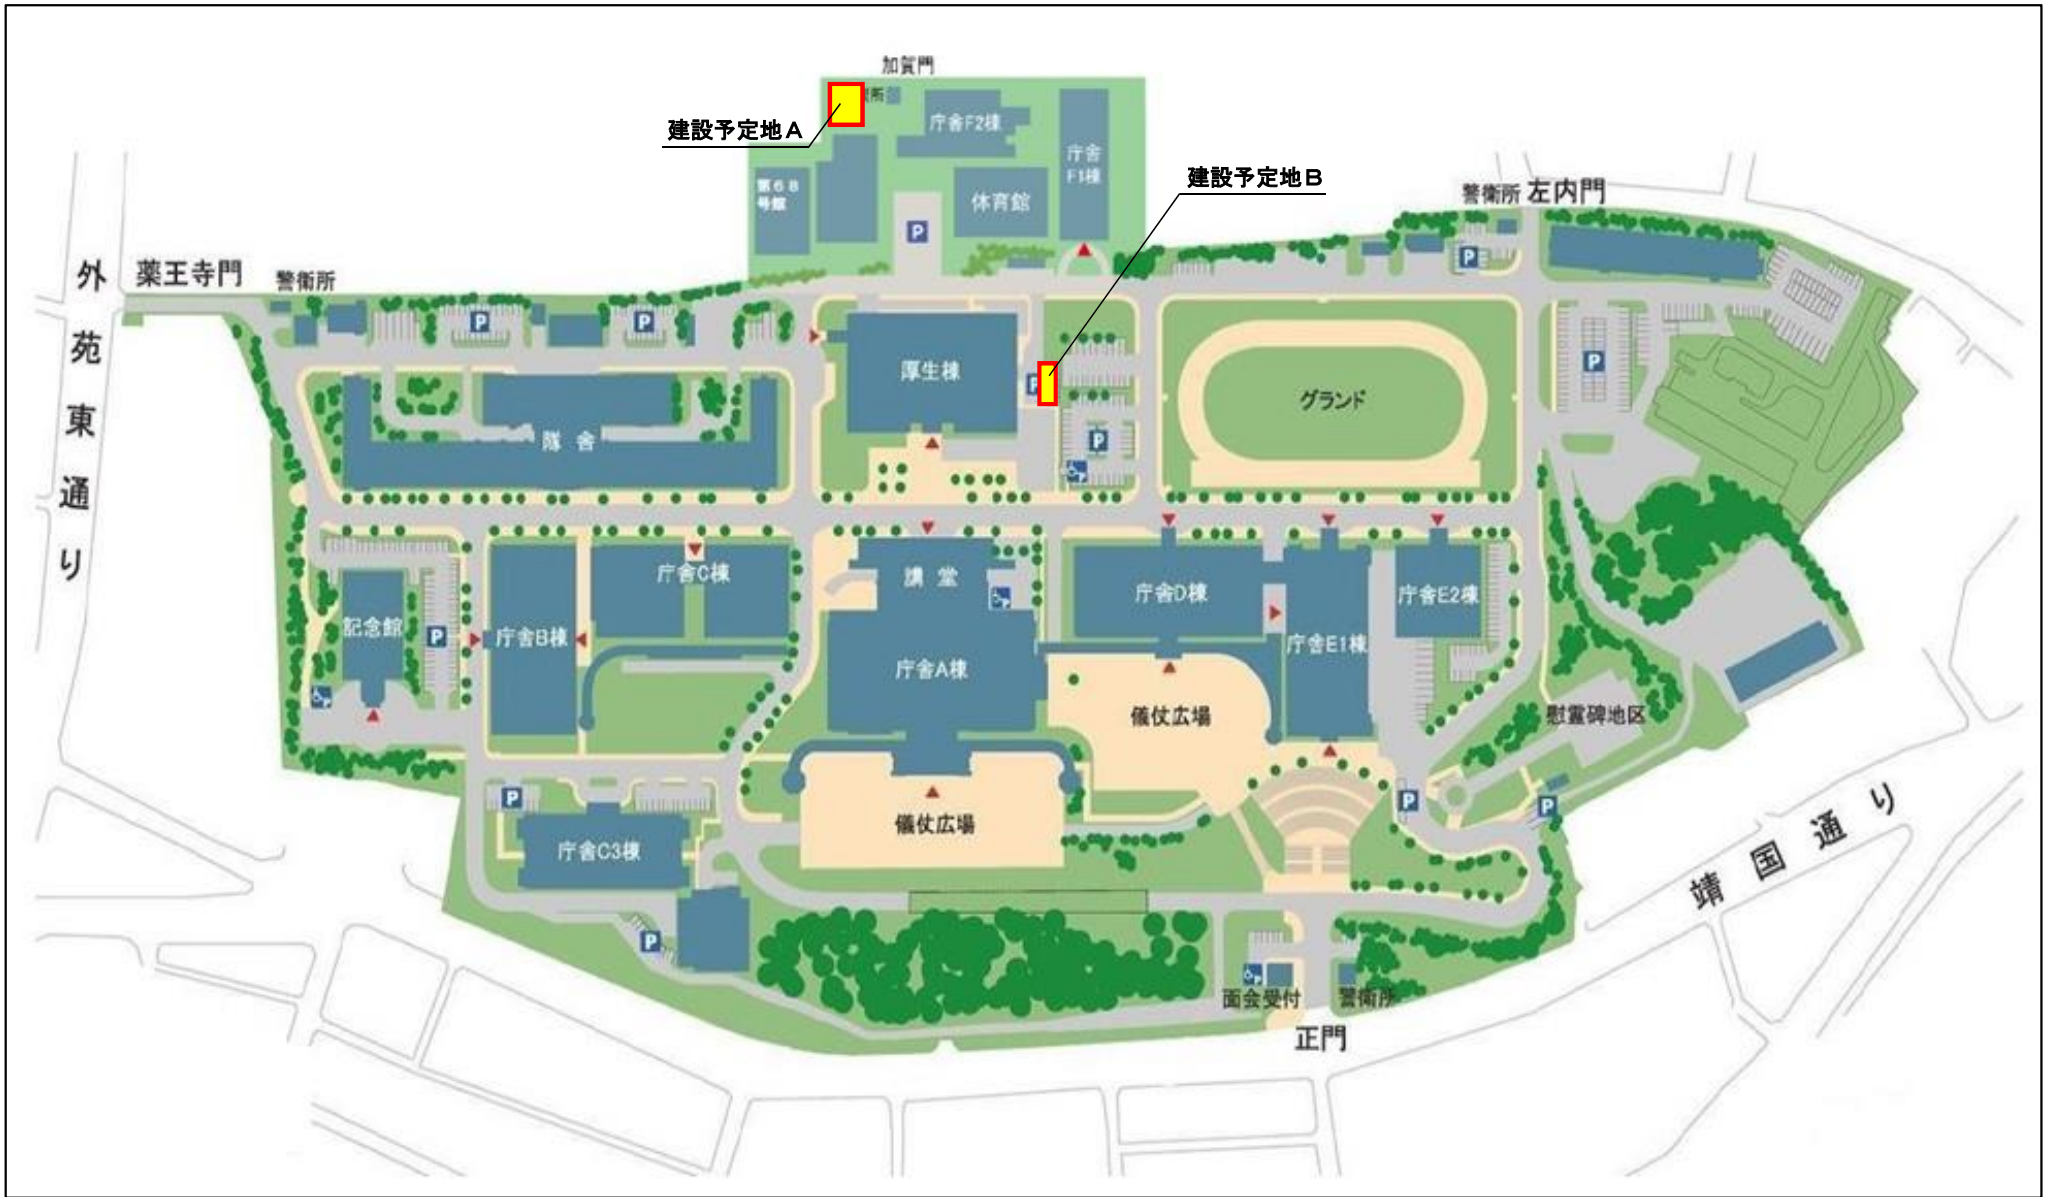 加賀門
所
建設予定地A
庁舎F2棟
庁舎
F1棟
第68
号館
体育館
P
建設予定地B
警衛所
左内門
P
外苑東通り
薬王寺門
警衛所
P
P
厚生棟
P
グランド
P
隊舎
P
講堂
庁舎C棟
庁舎D棟
庁舎E2棟
記念館
P
庁舎B棟
庁舎E1棟
庁舎A棟
儀仗広場
慰霊碑地区
P
P
P
儀仗広場
庁舎C3棟
靖国通り
P
面会受付
警衛所
正門